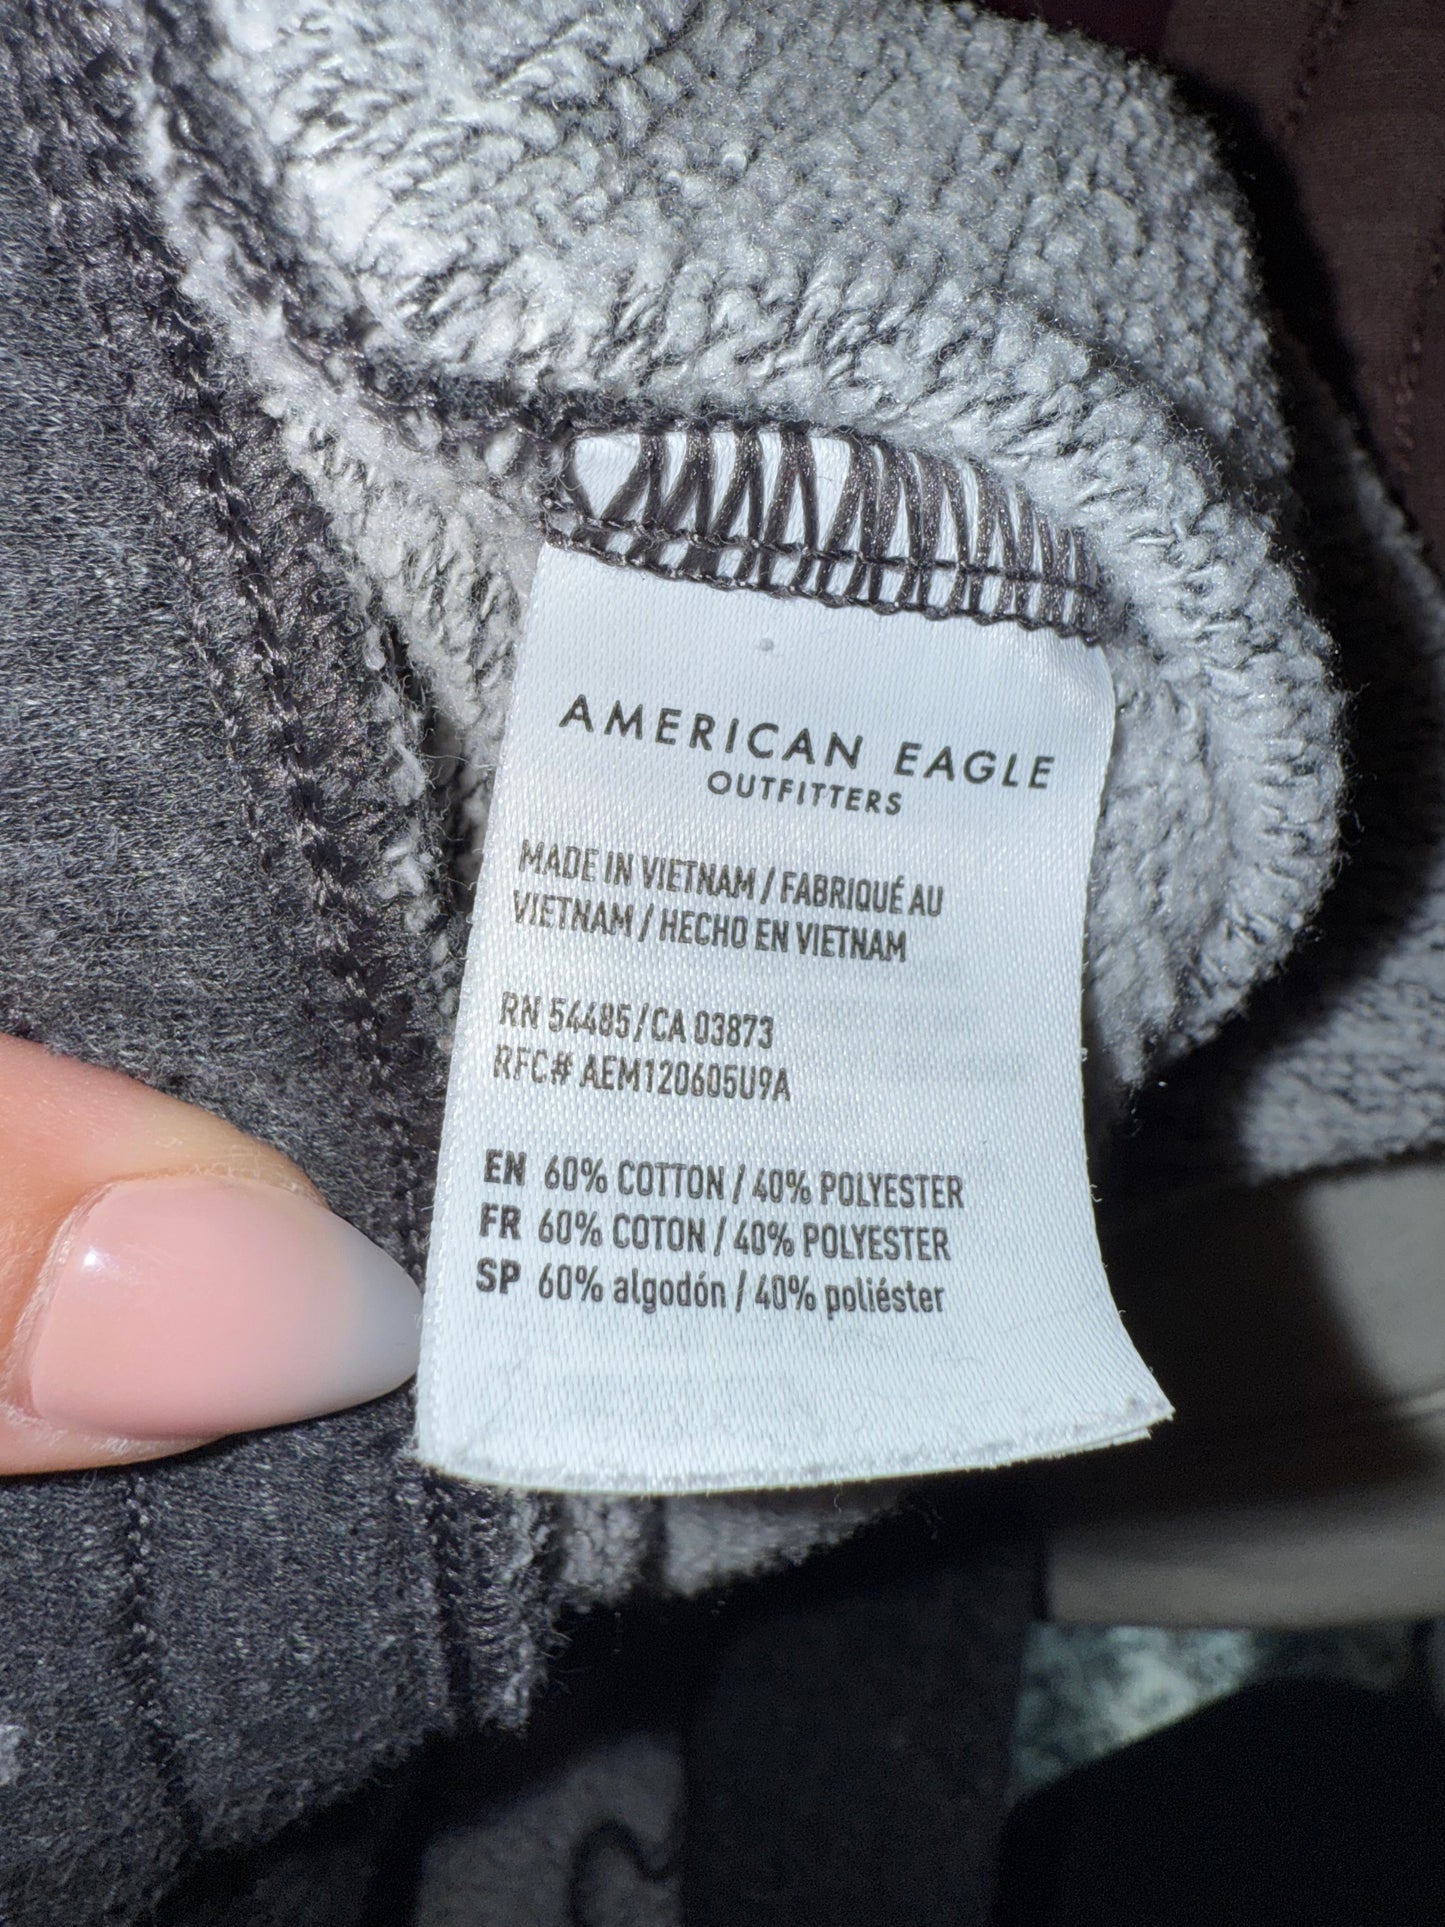 AMERICAN EAGLE
OUTFITTERS
MADE IN VIETNAM / FABRIQUÉ AU
VIETNAM / HECHO EN VIETNAM
RN 54485/CA 03873
RFC# AEM120605U9A
EN 60% COTTON / 40% POLYESTER
FR 60% COTON / 40% POLYESTER
SP 60% algodón / 40% poliéster